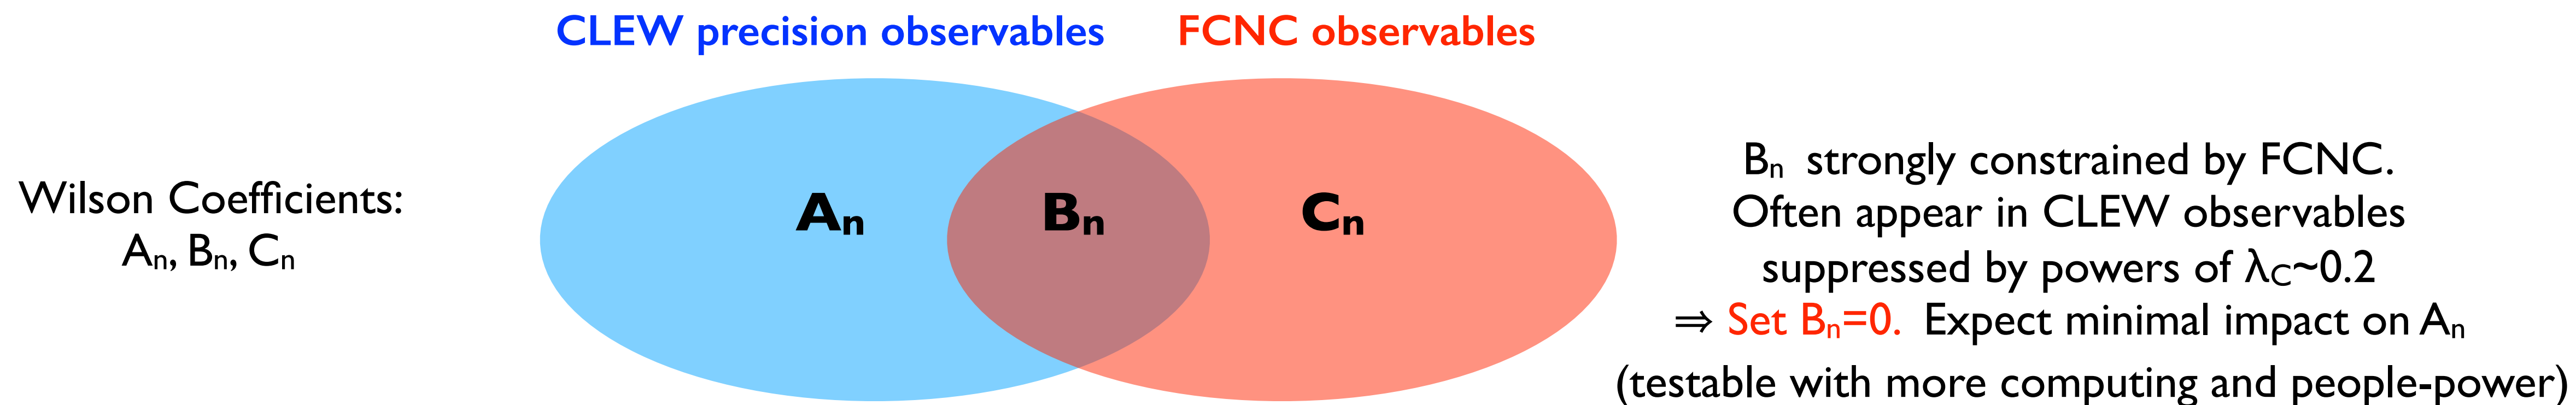 CLEW precision observables
FCNC observables
Wilson Coefficients:
Aₙ, Bₙ, Cₙ
Aₙ
Bₙ
Cₙ
Bₙ strongly constrained by FCNC.
Often appear in CLEW observables
suppressed by powers of λC~0.2
⇒ Set Bₙ=0. Expect minimal impact on Aₙ
(testable with more computing and people-power)